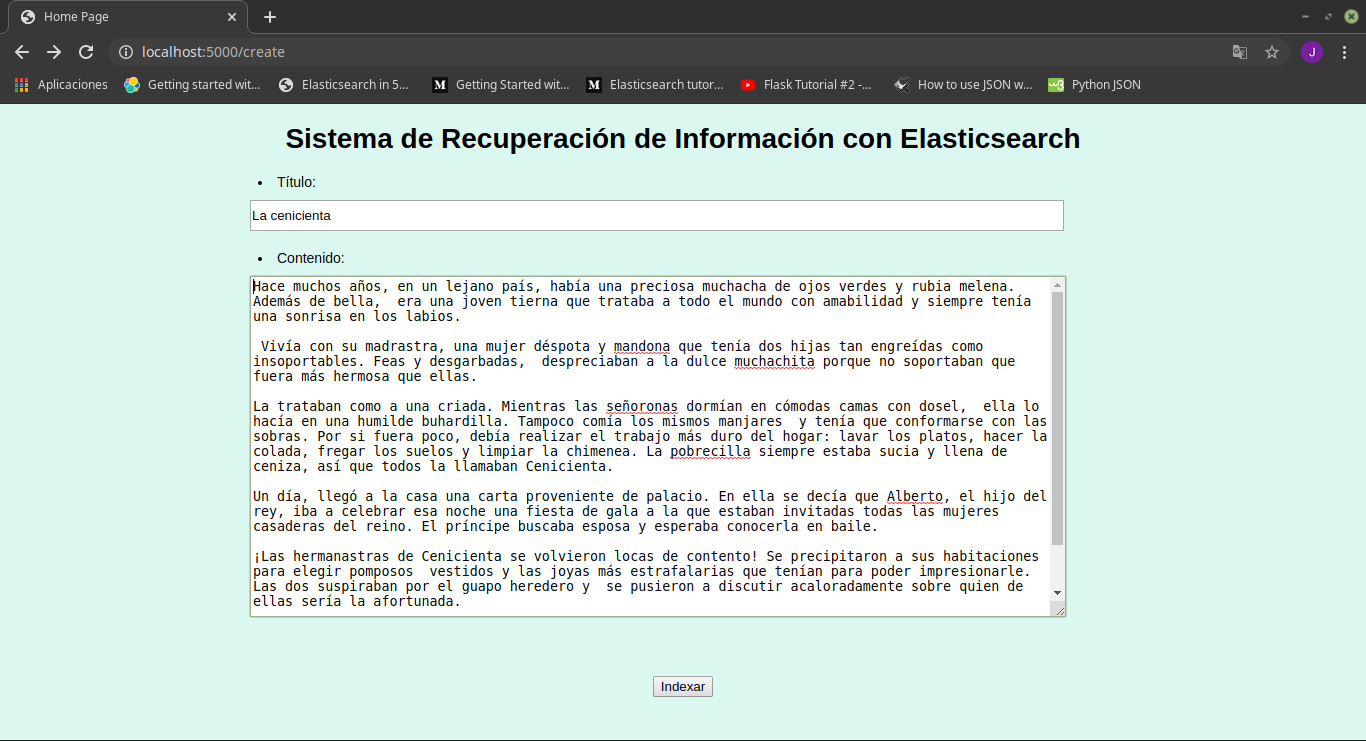 Home Page
localhost:5000/create
J
Aplicaciones
Getting started wit...
Elasticsearch in 5...
M
Getting Started wit...
M
Elasticsearch tutor...
Flask Tutorial #2 -...
How to use JSON w...
Python JSON
Sistema de Recuperación de Información con Elasticsearch
• Título:
La cenicienta
• Contenido:
Hace muchos años, en un lejano país, había una preciosa muchacha de ojos verdes y rubia melena.
Además de bella,  era una joven tierna que trataba a todo el mundo con amabilidad y siempre tenía
una sonrisa en los labios.
Vivía con su madrastra, una mujer déspota y mandona que tenía dos hijas tan engreídas como
insoportables. Feas y desgarbadas,  despreciaban a la dulce muchachita porque no soportaban que
fuera más hermosa que ellas.
La trataban como a una criada. Mientras las señoronas dormían en cómodas camas con dosel,  ella lo
hacía en una humilde buhardilla. Tampoco comía los mismos manjares  y tenía que conformarse con las
sobras. Por si fuera poco, debía realizar el trabajo más duro del hogar: lavar los platos, hacer la
colada, fregar los suelos y limpiar la chimenea. La pobrecilla siempre estaba sucia y llena de
ceniza, así que todos la llamaban Cenicienta.
Un día, llegó a la casa una carta proveniente de palacio. En ella se decía que Alberto, el hijo del
rey, iba a celebrar esa noche una fiesta de gala a la que estaban invitadas todas las mujeres
casaderas del reino. El príncipe buscaba esposa y esperaba conocerla en baile.
¡Las hermanastras de Cenicienta se volvieron locas de contento! Se precipitaron a sus habitaciones
para elegir pomposos  vestidos y las joyas más estrafalarias que tenían para poder impresionarle.
Las dos suspiraban por el guapo heredero y  se pusieron a discutir acaloradamente sobre quien de
ellas sería la afortunada.
Indexar